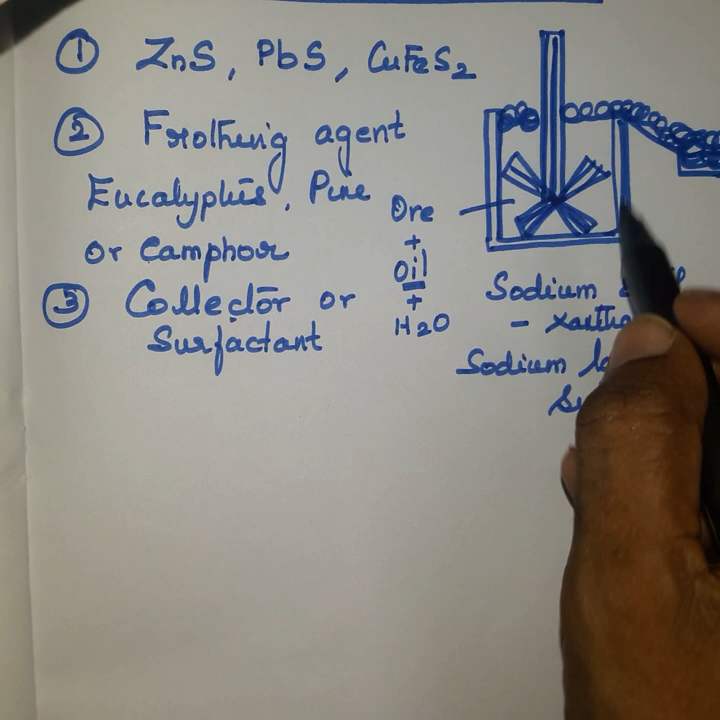 ① ZnS, PbS, CuFeS2
② Frothing agent
Eucalyptus, Pine
or Camphor
③ Collector or
Surfactant
Ore
+
Oil
+
H2O
Sodium
Sodium